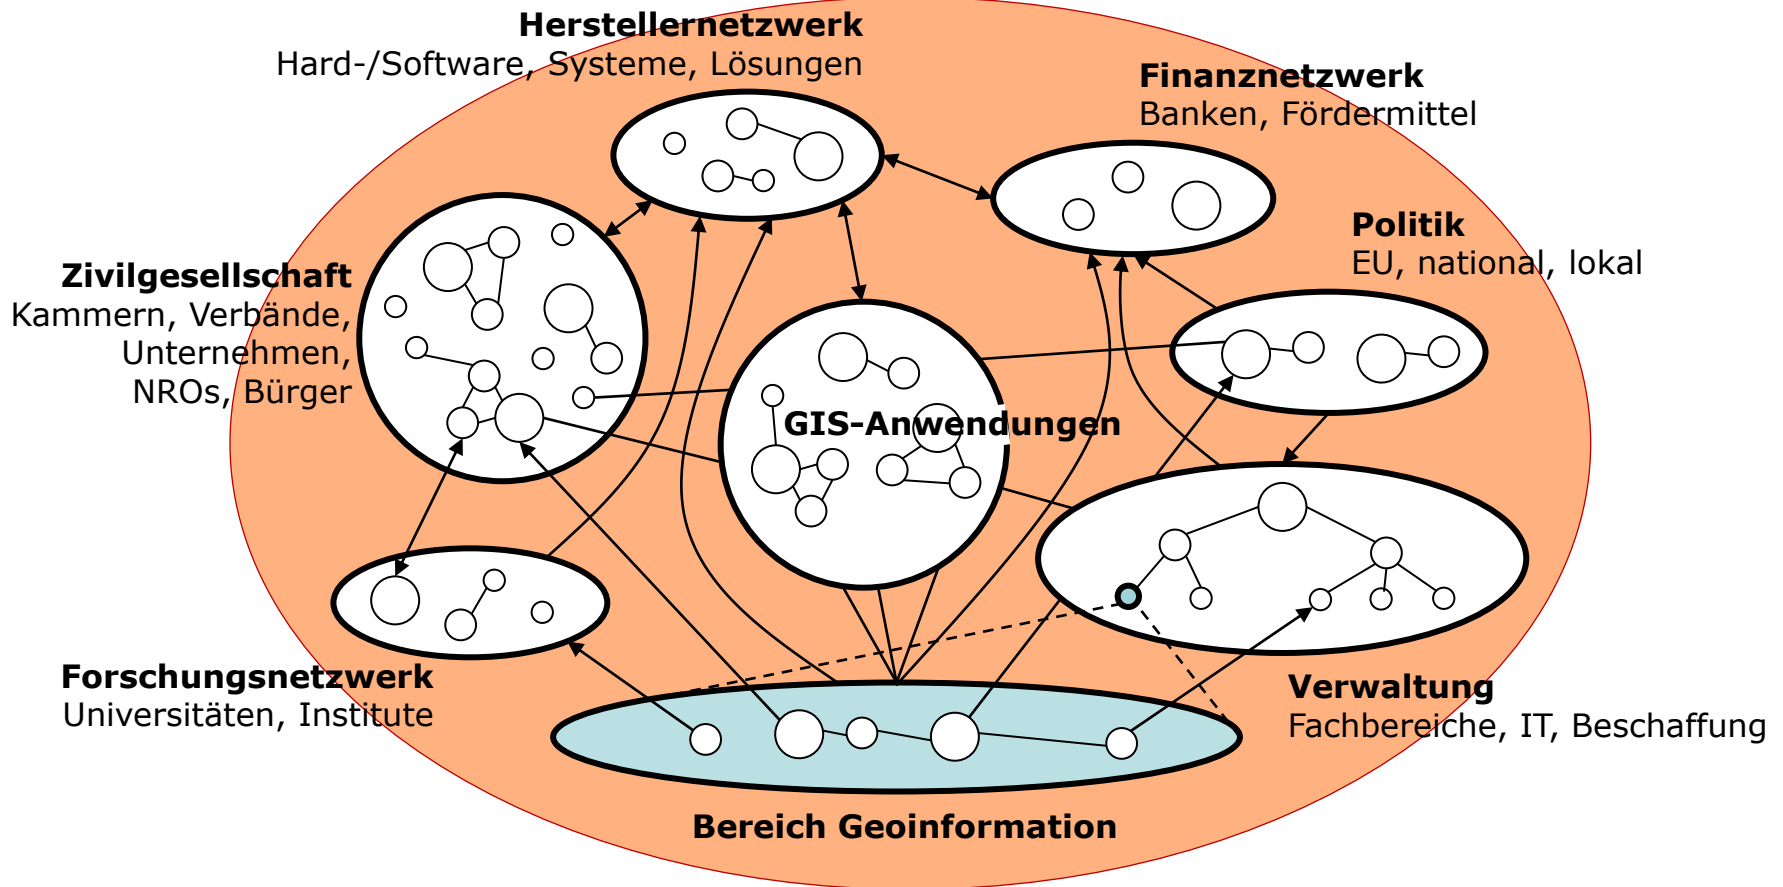 Herstellernetzwerk
Hard-/Software, Systeme, Lösungen
Finanznetzwerk
Banken, Fördermittel
Politik
EU, national, lokal
Zivilgesellschaft
Kammern, Verbände,
Unternehmen,
NROs, Bürger
GIS-Anwendungen
Forschungsnetzwerk
Universitäten, Institute
Verwaltung
Fachbereiche, IT, Beschaffung
Bereich Geoinformation